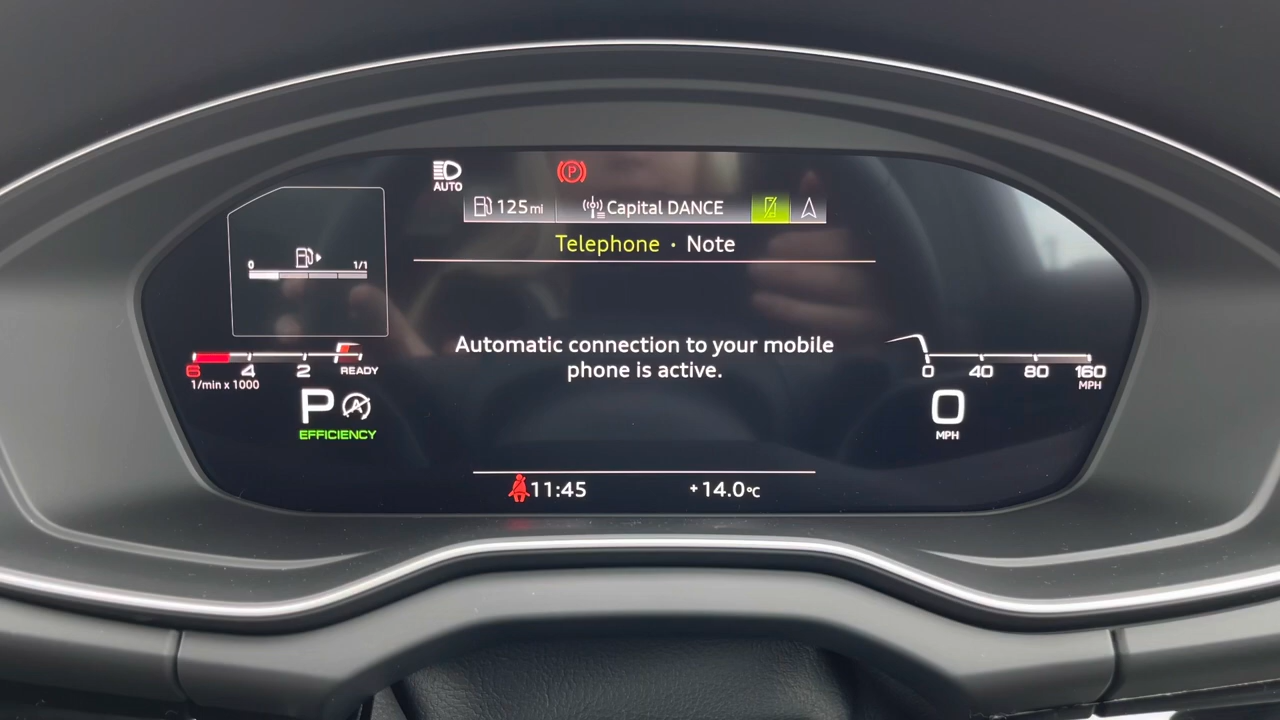 AUTO
P
125 mi
Capital DANCE
Telephone · Note
0 1/1
Automatic connection to your mobile
phone is active.
6 4 2 READY
1/min x 1000
0 40 80 160
MPH
P A
EFFICIENCY
0
MPH
11:45 +14.0°C